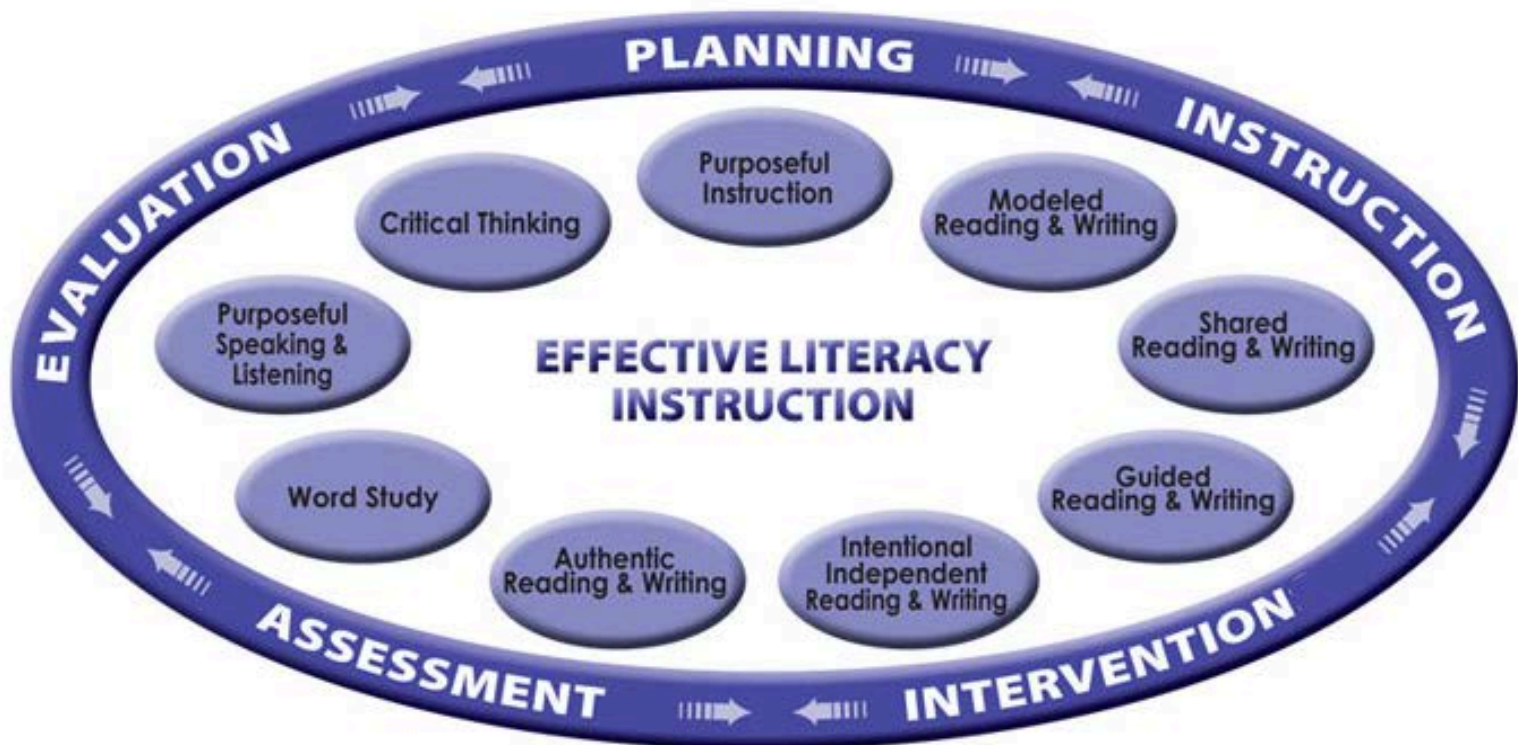 PLANNING
INSTRUCTION
INTERVENTION
ASSESSMENT
EVALUATION
Purposeful
Instruction
Modeled
Reading & Writing
Shared
Reading & Writing
Guided
Reading & Writing
Intentional
Independent
Reading & Writing
Authentic
Reading & Writing
Word Study
Purposeful
Speaking &
Listening
Critical Thinking
EFFECTIVE LITERACY
INSTRUCTION